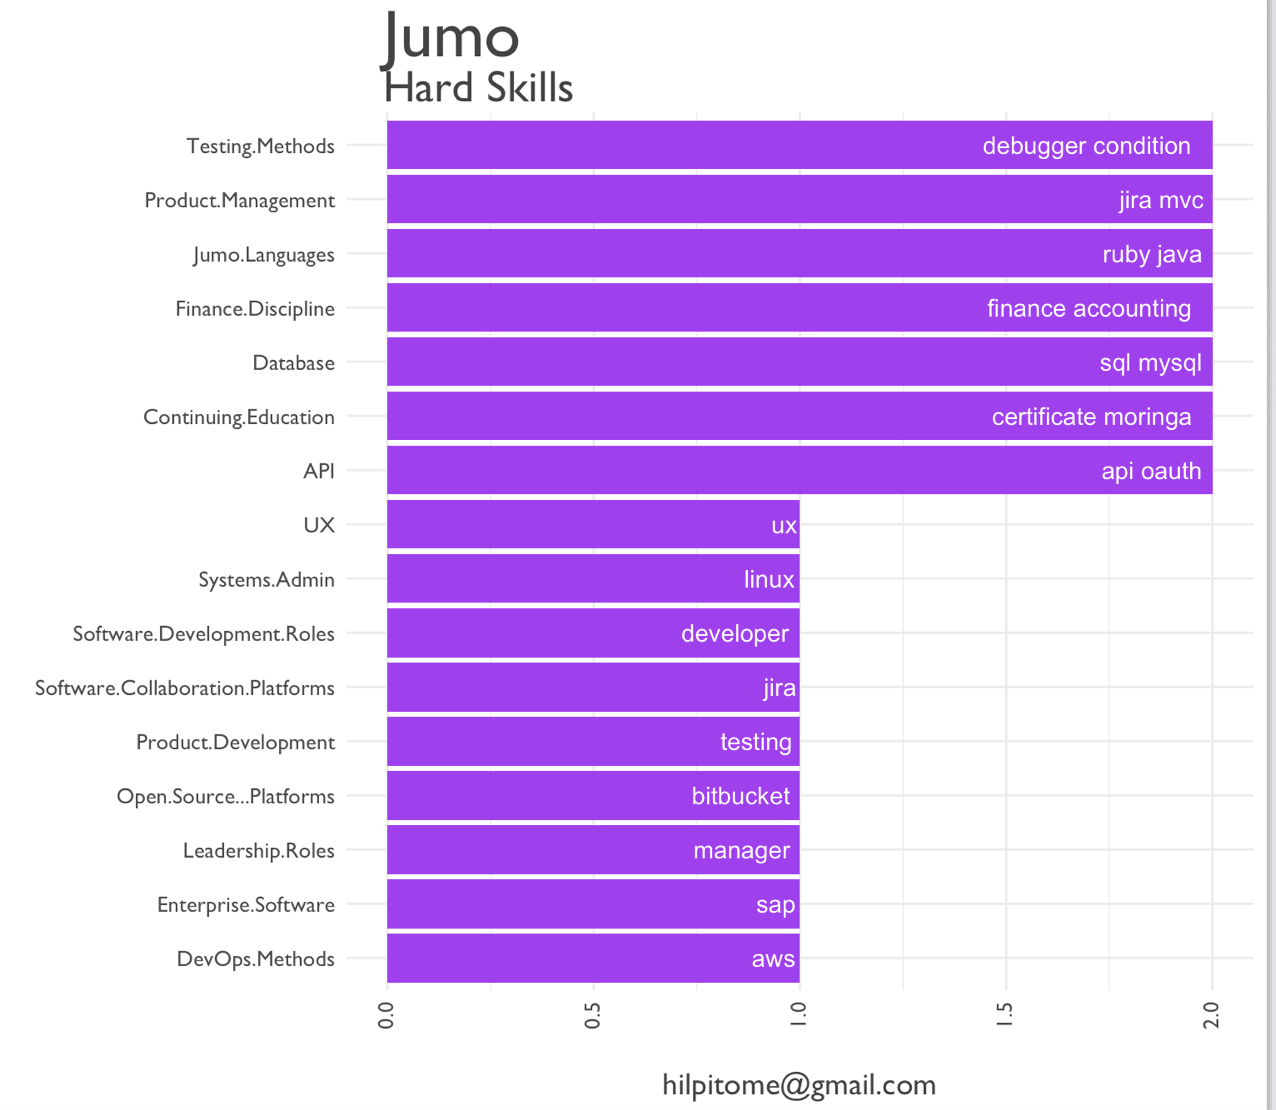 Jumo
Hard Skills
Testing.Methods debugger condition
Product.Management jira mvc
Jumo.Languages ruby java
Finance.Discipline finance accounting
Database sql mysql
Continuing.Education certificate moringa
API api oauth
UX ux
Systems.Admin linux
Software.Development.Roles developer
Software.Collaboration.Platforms jira
Product.Development testing
Open.Source...Platforms bitbucket
Leadership.Roles manager
Enterprise.Software sap
DevOps.Methods aws
0.0 0.5 1.0 1.5 2.0
hilpitome@gmail.com